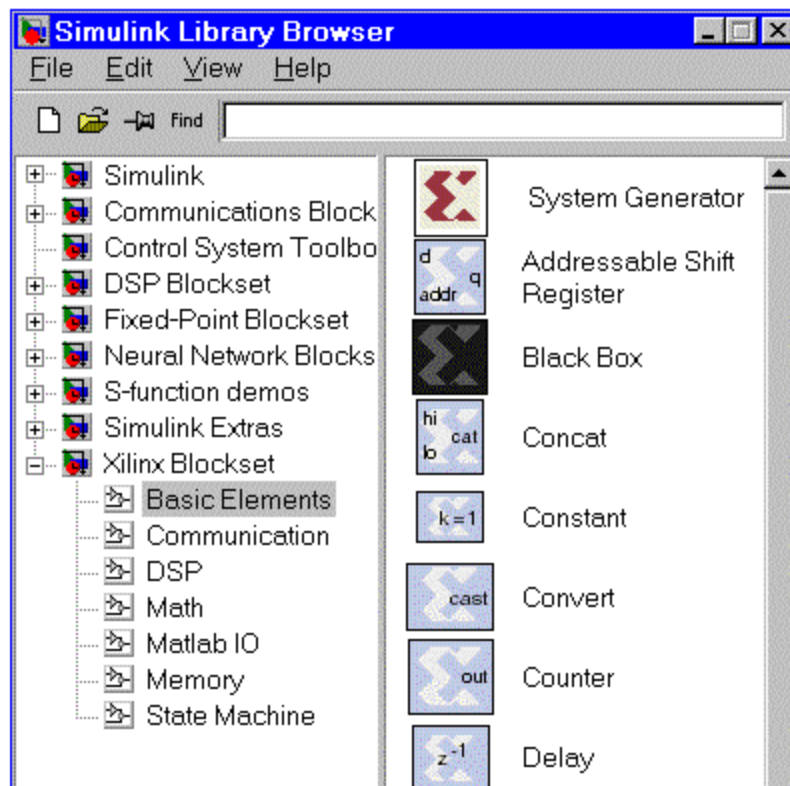 Simulink Library Browser
File Edit View Help
Find
Simulink
Communications Block
Control System Toolbo
DSP Blockset
Fixed-Point Blockset
Neural Network Blocks
S-function demos
Simulink Extras
Xilinx Blockset
Basic Elements
Communication
DSP
Math
Matlab IO
Memory
State Machine
System Generator
d
q
addr
Addressable Shift
Register
Black Box
hi
cat
lo
Concat
k=1
Constant
cast
Convert
out
Counter
z-1
Delay